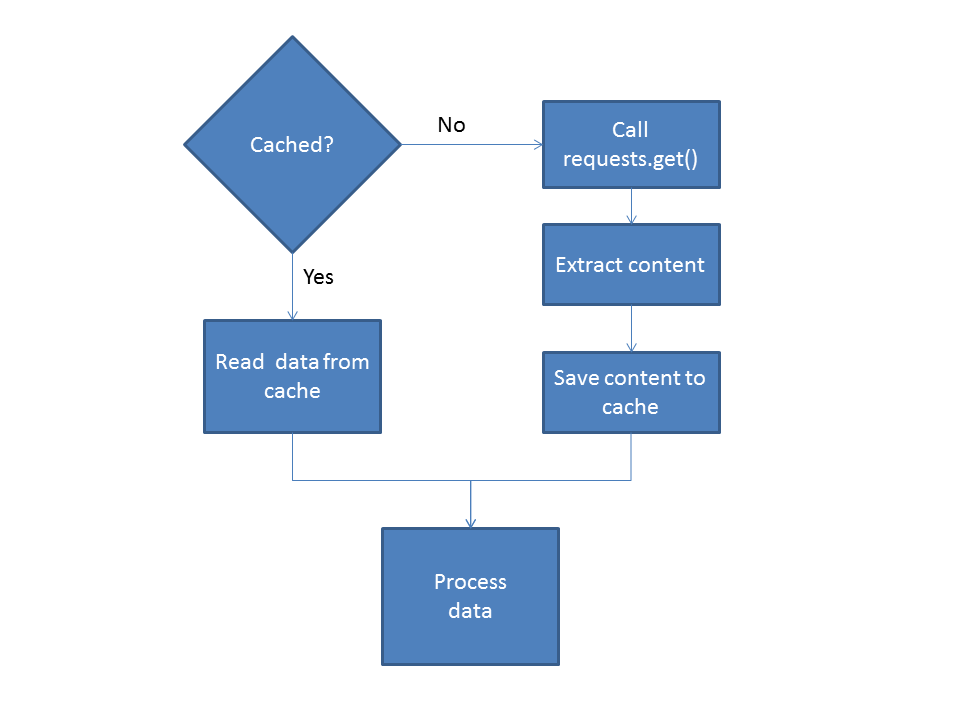 Cached?
No
Call
requests.get()
Extract content
Yes
Read data from
cache
Save content to
cache
Process
data